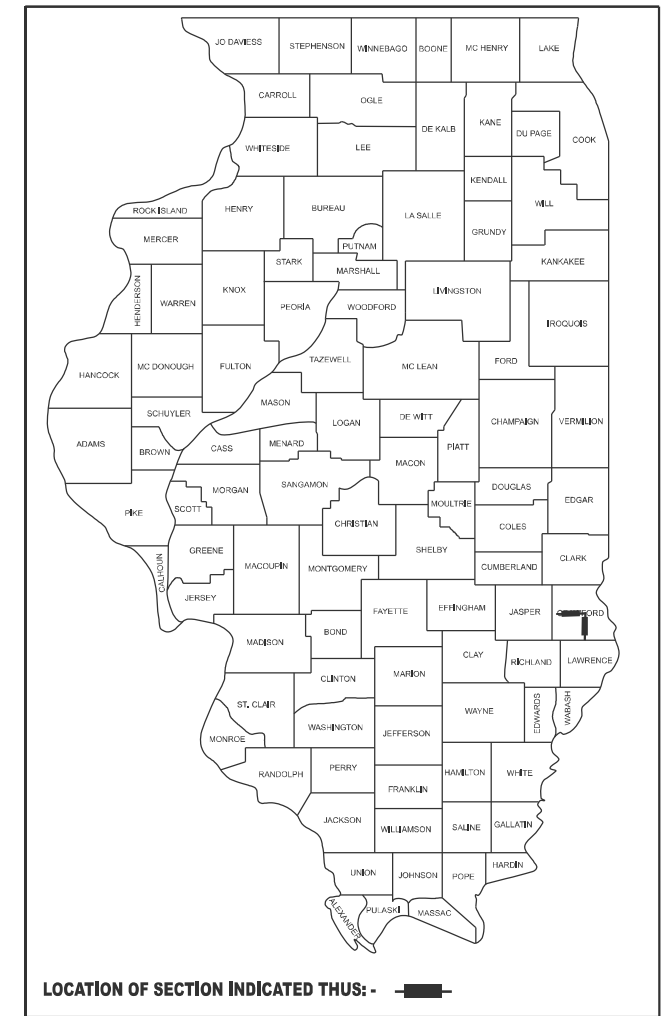 JO DAVIESS STEPHENSON WINNEBAGO BOONE MC HENRY LAKE
CARROLL OGLE DE KALB KANE DU PAGE COOK
WHITESIDE LEE
KENDALL
ROCK ISLAND HENRY BUREAU LA SALLE WILL
MERCER PUTNAM GRUNDY
STARK MARSHALL KANKAKEE
HENDERSON WARREN KNOX PEORIA WOODFORD LIVINGSTON
IROQUOIS
HANCOCK MC DONOUGH FULTON TAZEWELL MC LEAN FORD
MASON
SCHUYLER LOGAN DE WITT CHAMPAIGN VERMILION
ADAMS BROWN CASS MENARD PIATT
MACON
MORGAN SANGAMON DOUGLAS
PIKE SCOTT CHRISTIAN MOULTRIE EDGAR
COLES
GREENE SHELBY
CALHOUN MACOUPIN MONTGOMERY CUMBERLAND CLARK
JERSEY FAYETTE EFFINGHAM JASPER
MADISON BOND
CLAY RICHLAND LAWRENCE
CLINTON MARION
ST. CLAIR WAYNE EDWARDS WABASH
WASHINGTON JEFFERSON
MONROE
RANDOLPH PERRY HAMILTON WHITE
FRANKLIN
JACKSON WILLIAMSON SALINE GALLATIN
HARDIN
UNION JOHNSON POPE
ALEXANDER PULASKI MASSAC
LOCATION OF SECTION INDICATED THUS: -